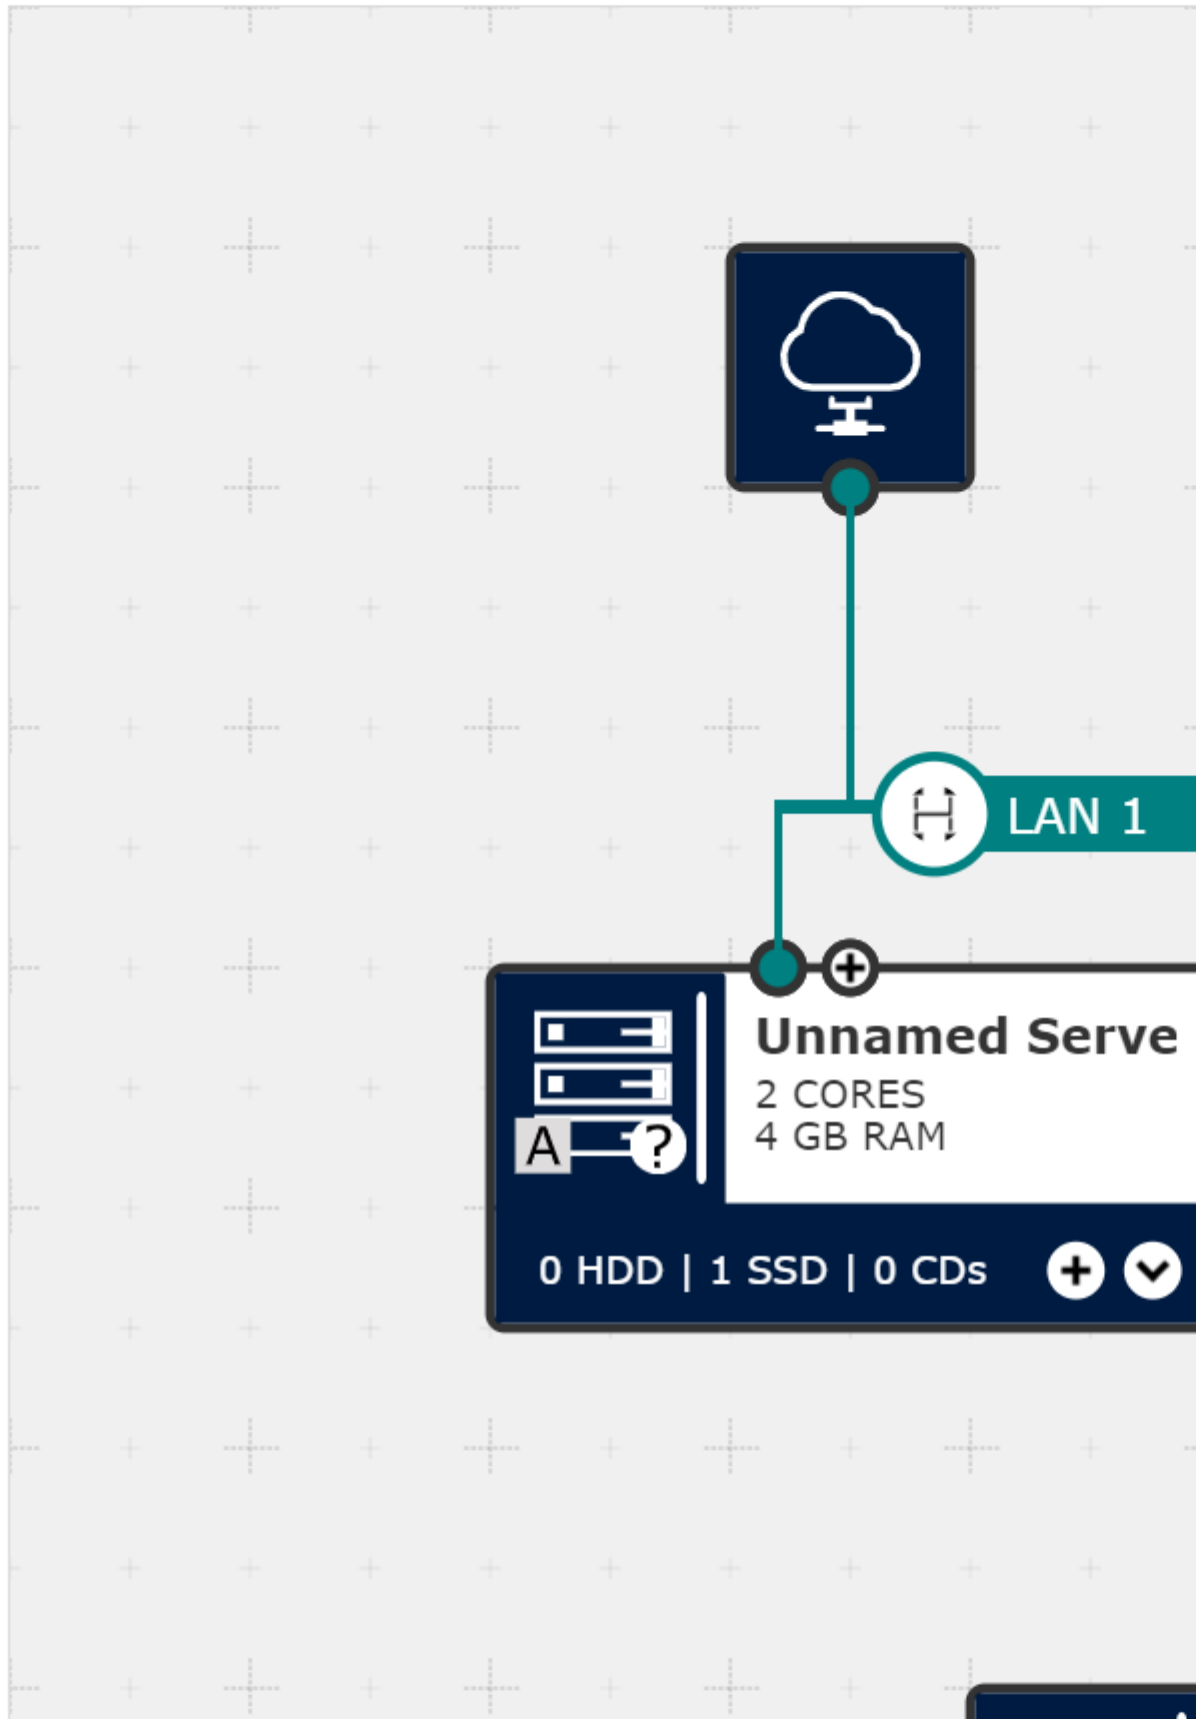 LAN 1
Unnamed Serve
2 CORES
4 GB RAM
A ?
0 HDD | 1 SSD | 0 CDs